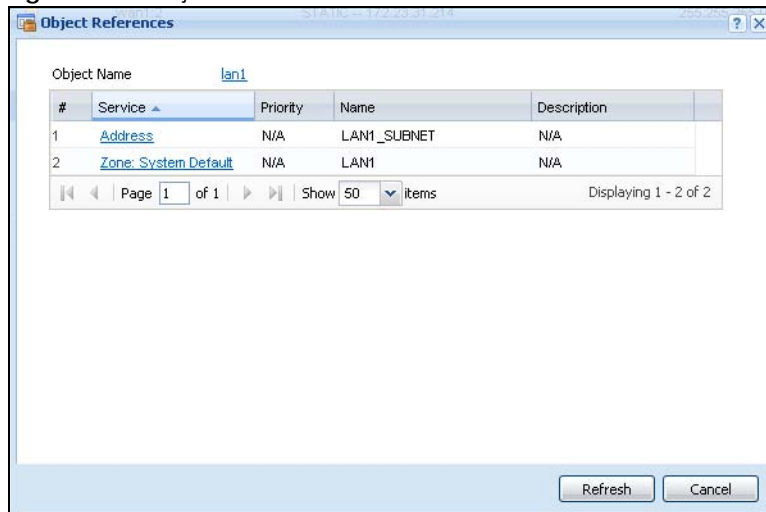 Object References
Object Name lan1
# Service Priority Name Description
1 Address N/A LAN1_SUBNET N/A
2 Zone: System Default N/A LAN1 N/A
Page 1 of 1 Show 50 items Displaying 1 - 2 of 2
Refresh Cancel